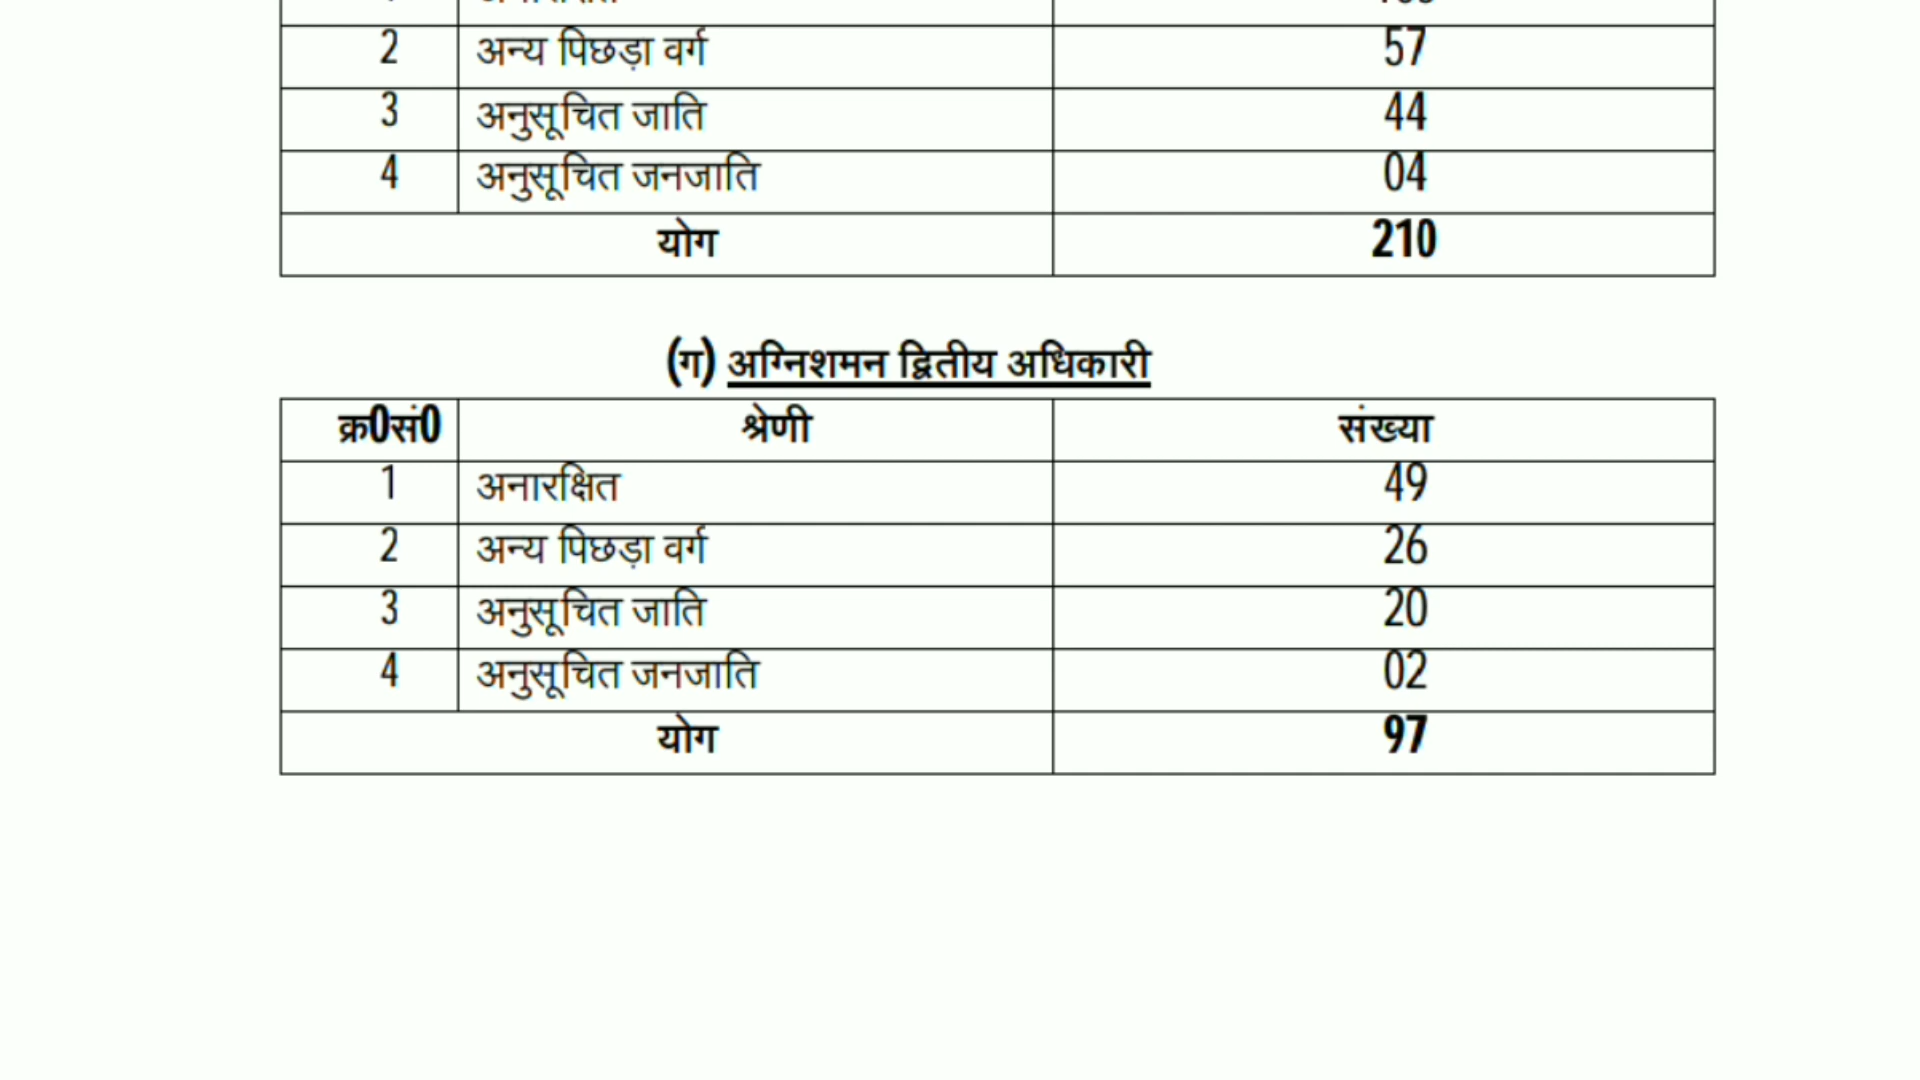 2 अन्य पिछड़ा वर्ग 57
3 अनुसूचित जाति 44
4 अनुसूचित जनजाति 04
योग 210
(ग) अग्निशमन द्वितीय अधिकारी
क्र0सं0 श्रेणी संख्या
1 अनारक्षित 49
2 अन्य पिछड़ा वर्ग 26
3 अनुसूचित जाति 20
4 अनुसूचित जनजाति 02
योग 97